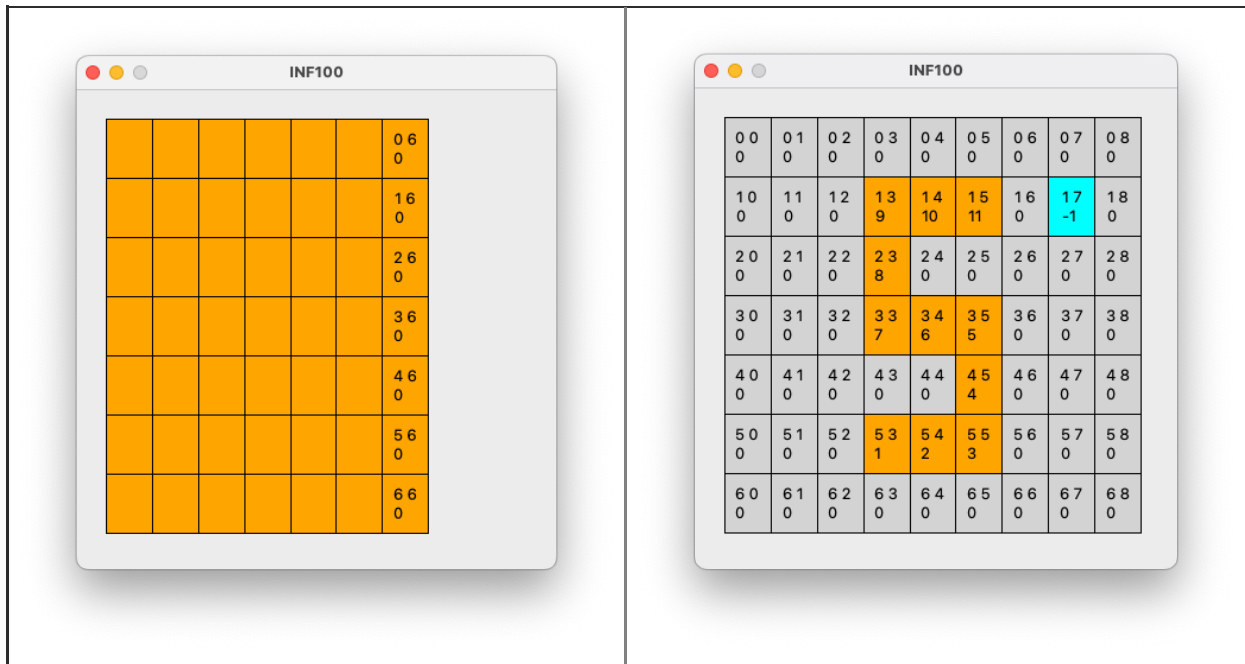 INF100
0 6
0
1 6
0
2 6
0
3 6
0
4 6
0
5 6
0
6 6
0
INF100
0 0 0 1 0 2 0 3 0 4 0 5 0 6 0 7 0 8
0 0 0 0 0 0 0 0 0
1 0 1 1 1 2 1 3 1 4 1 5 1 6 1 7 1 8
0 0 0 9 10 11 0 -1 0
2 0 2 1 2 2 2 3 2 4 2 5 2 6 2 7 2 8
0 0 0 8 0 0 0 0 0
3 0 3 1 3 2 3 3 3 4 3 5 3 6 3 7 3 8
0 0 0 7 6 5 0 0 0
4 0 4 1 4 2 4 3 4 4 4 5 4 6 4 7 4 8
0 0 0 0 0 4 0 0 0
5 0 5 1 5 2 5 3 5 4 5 5 5 6 5 7 5 8
0 0 0 1 2 3 0 0 0
6 0 6 1 6 2 6 3 6 4 6 5 6 6 6 7 6 8
0 0 0 0 0 0 0 0 0